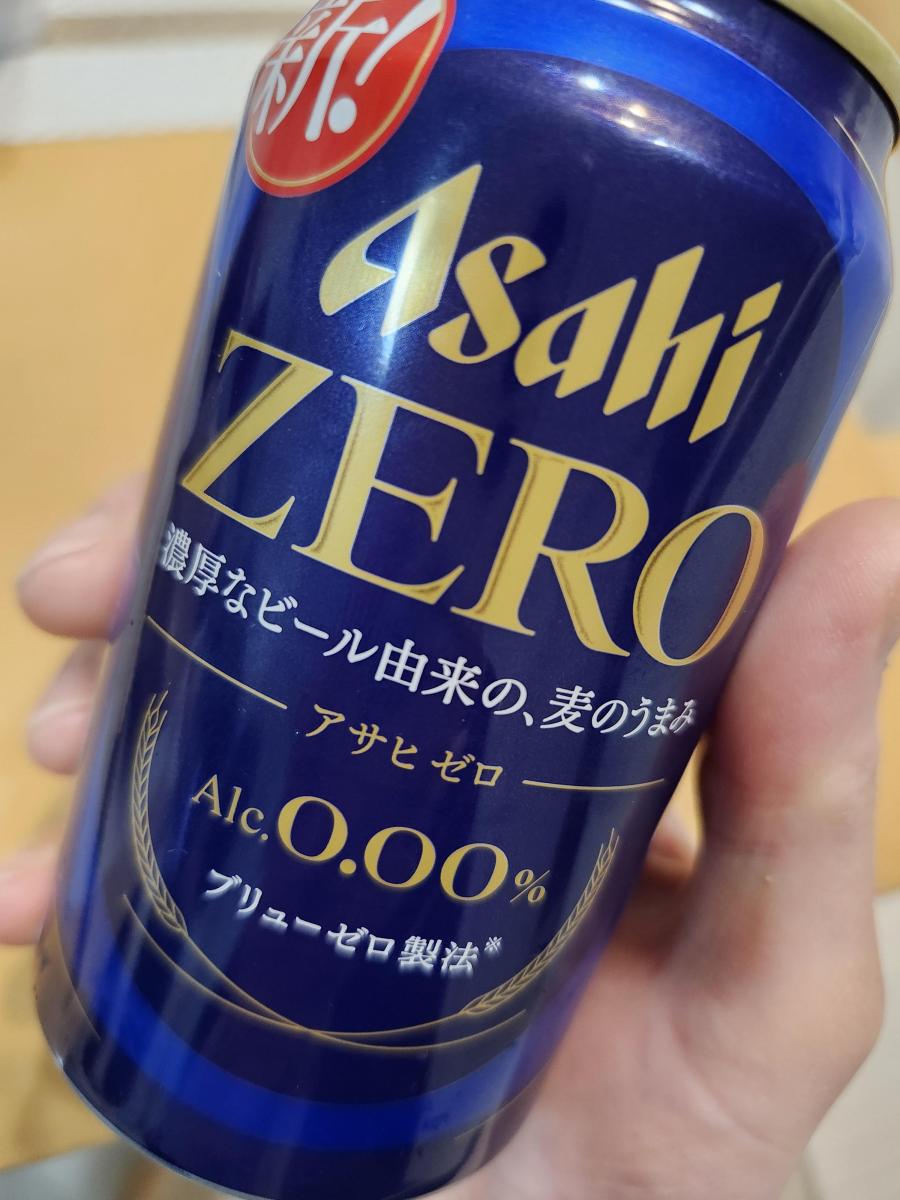 新!
Asahi
ZERO
濃厚なビール由来の、麦のうまみ
アサヒ ゼロ
Alc.0.00%
ブリューゼロ製法※